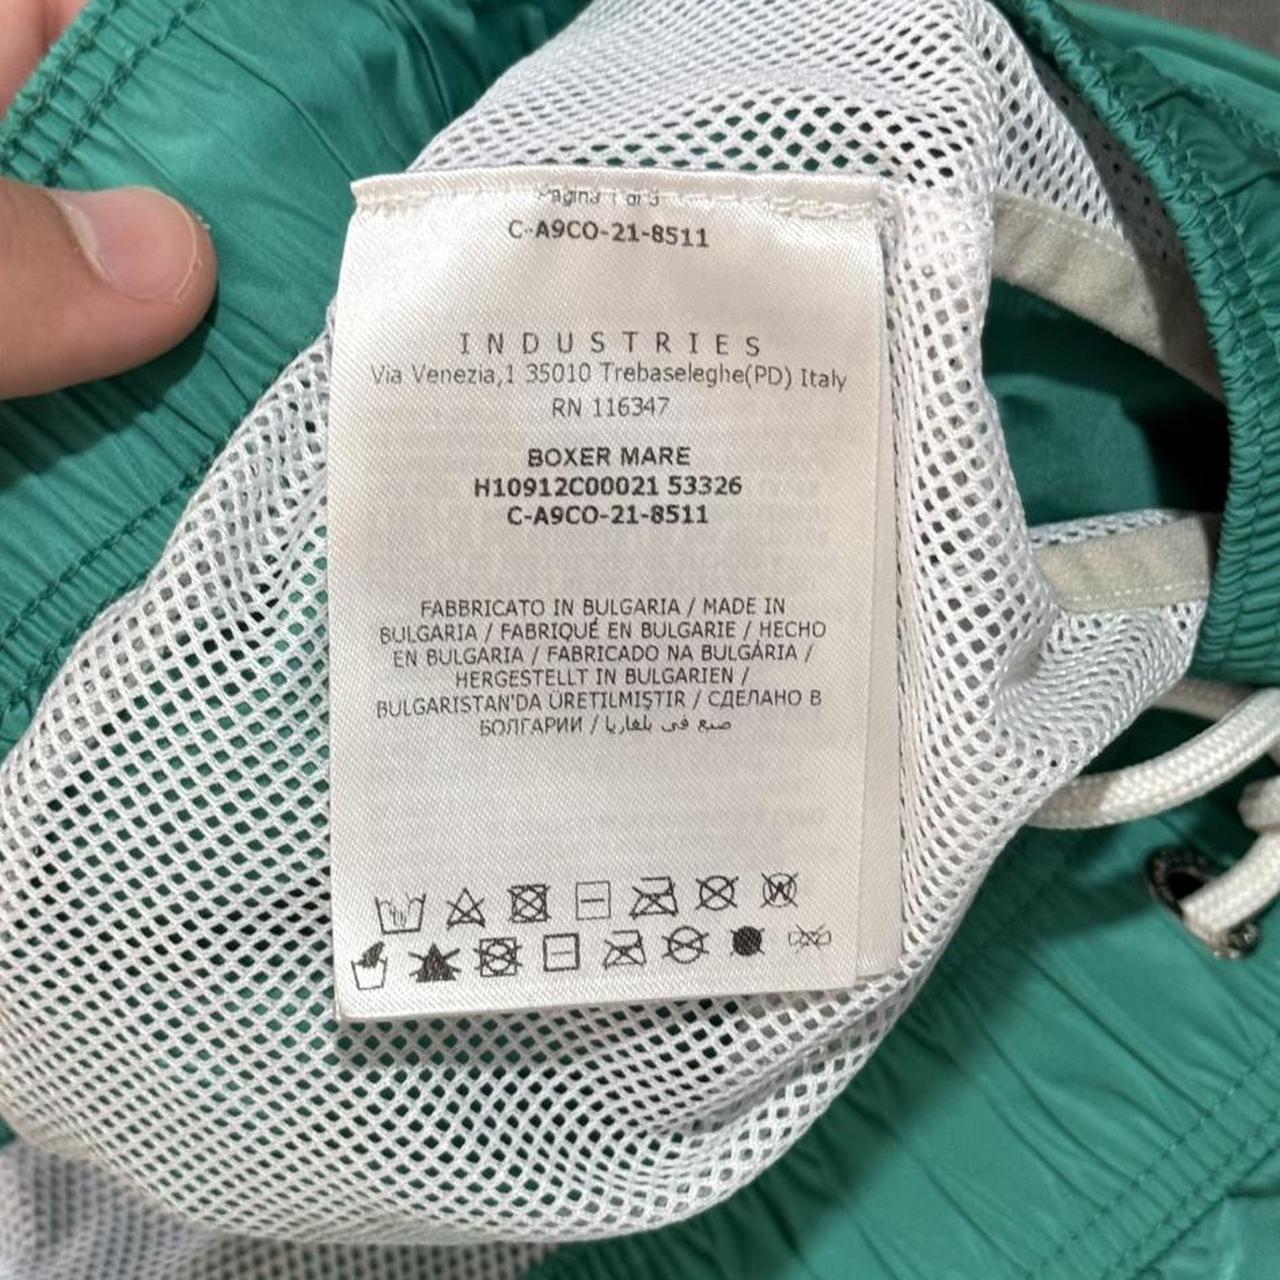 Pagina 1 di 3
C-A9CO-21-8511
INDUSTRIES
Via Venezia,1 35010 Trebaseleghe(PD) Italy
RN 116347
BOXER MARE
H10912C00021 53326
C-A9CO-21-8511
FABBRICATO IN BULGARIA / MADE IN
BULGARIA / FABRIQUÉ EN BULGARIE / HECHO
EN BULGARIA / FABRICADO NA BULGÁRIA /
HERGESTELLT IN BULGARIEN /
BULGARISTAN'DA ÜRETILMIŞTIR / СДЕЛАНО В
БОЛГАРИИ / صنع في بلغاريا
W